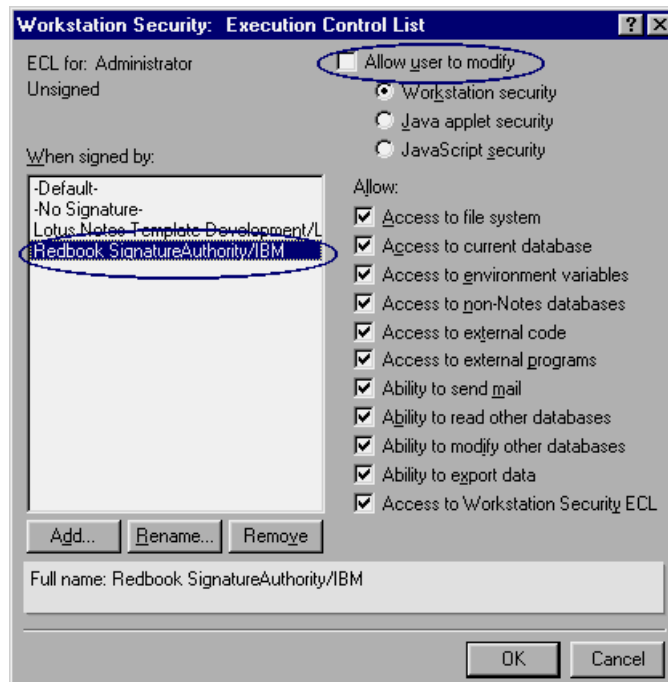 Workstation Security: Execution Control List
ECL for: Administrator
Unsigned
Allow user to modify
Workstation security
Java applet security
JavaScript security
When signed by:
-Default-
-No Signature-
Lotus Notes Template Development/L
Redbook SignatureAuthority/IBM
Allow:
Access to file system
Access to current database
Access to environment variables
Access to non-Notes databases
Access to external code
Access to external programs
Ability to send mail
Ability to read other databases
Ability to modify other databases
Ability to export data
Access to Workstation Security ECL
Add...
Rename...
Remove
Full name: Redbook SignatureAuthority/IBM
OK
Cancel